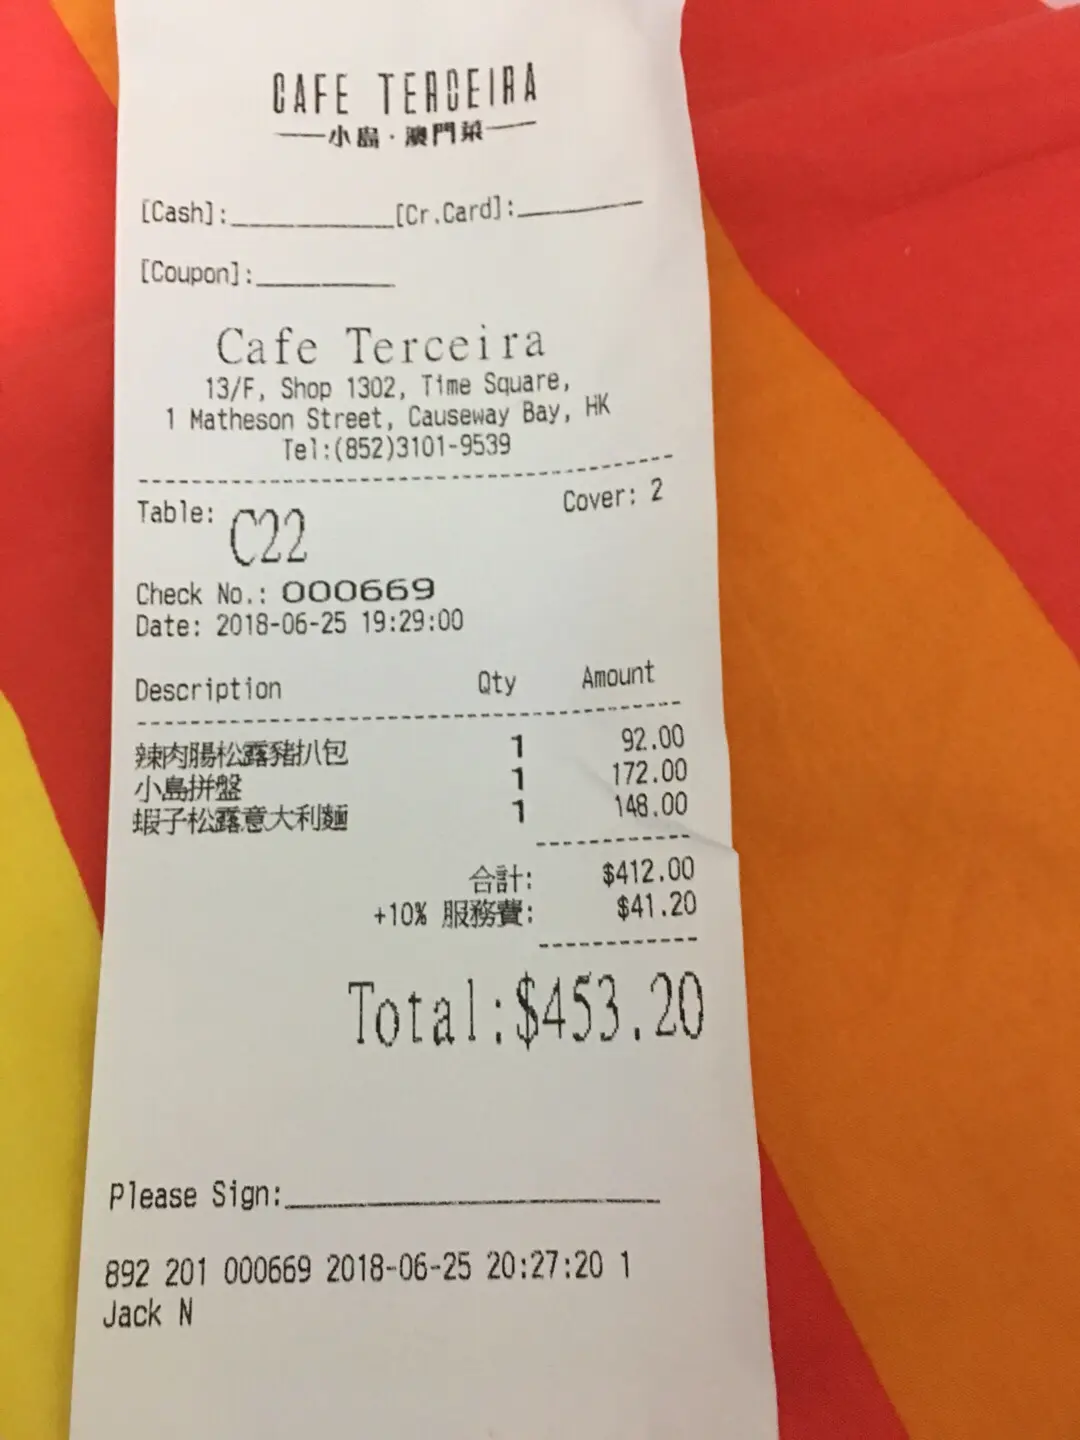 CAFE TERCEIRA
小島・澳門菜
[Cash]:__________[Cr.Card]:________
[Coupon]:_________
Cafe Terceira
13/F, Shop 1302, Time Square,
1 Matheson Street, Causeway Bay, HK
Tel:(852)3101-9539
Table: C22 Cover: 2
Check No.: 000669
Date: 2018-06-25 19:29:00
Description Qty Amount
辣肉腸松露豬扒包 1 92.00
小島拼盤 1 172.00
蝦子松露意大利麵 1 148.00
合計: $412.00
+10% 服務費: $41.20
Total:$453.20
Please Sign:_______________________
892 201 000669 2018-06-25 20:27:20 1
Jack N